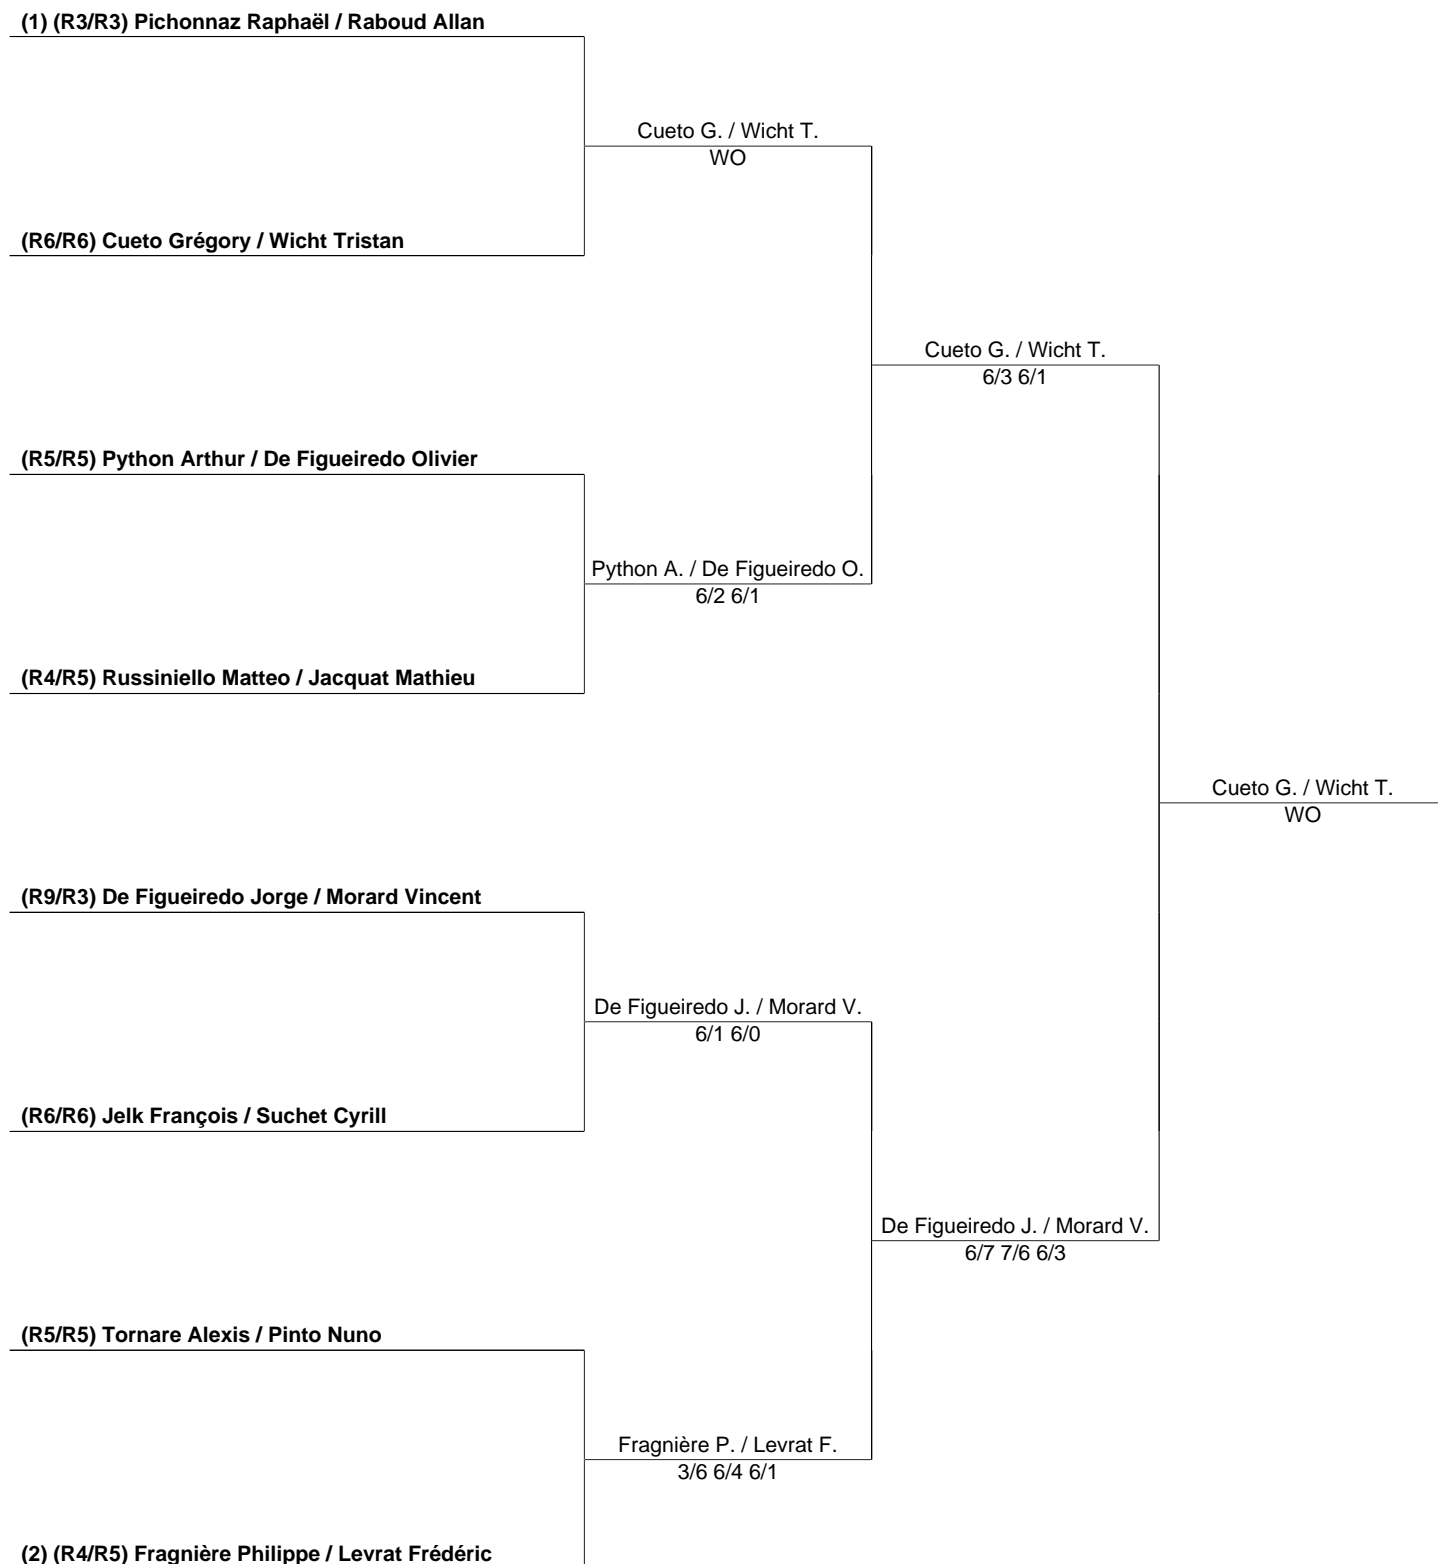 (1) (R3/R3) Pichonnaz Raphaël / Raboud Allan
Cueto G. / Wicht T.
WO
(R6/R6) Cueto Grégory / Wicht Tristan
Cueto G. / Wicht T.
6/3 6/1
(R5/R5) Python Arthur / De Figueiredo Olivier
Python A. / De Figueiredo O.
6/2 6/1
(R4/R5) Russiniello Matteo / Jacquat Mathieu
Cueto G. / Wicht T.
WO
(R9/R3) De Figueiredo Jorge / Morard Vincent
De Figueiredo J. / Morard V.
6/1 6/0
(R6/R6) Jelk François / Suchet Cyrill
De Figueiredo J. / Morard V.
6/7 7/6 6/3
(R5/R5) Tornare Alexis / Pinto Nuno
Fragnière P. / Levrat F.
3/6 6/4 6/1
(2) (R4/R5) Fragnière Philippe / Levrat Frédéric